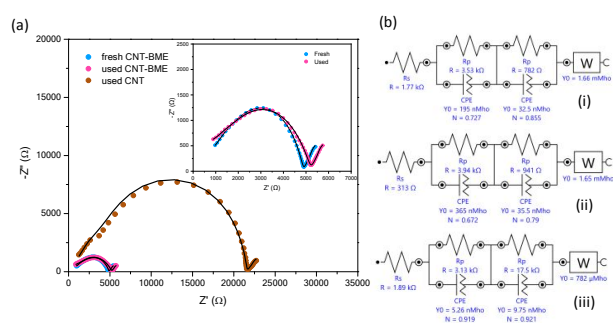 (a)
-Z'' (Ω)
20000
15000
10000
5000
0
0 5000 10000 15000 20000 25000 30000 35000
Z' (Ω)
fresh CNT-BME
used CNT-BME
used CNT
-Z'' (Ω)
2500
2000
1500
1000
500
0
0 1000 2000 3000 4000 5000 6000 7000
Z' (Ω)
Fresh
Used
(b)
Rs
R = 1.77 kΩ
Rp
R = 3.53 kΩ
Rp
R = 782 Ω
CPE
Y0 = 195 nMho
N = 0.727
CPE
Y0 = 32.5 nMho
N = 0.855
W
Y0 = 1.66 mMho
(i)
Rs
R = 313 Ω
Rp
R = 3.94 kΩ
Rp
R = 941 Ω
CPE
Y0 = 365 nMho
N = 0.672
CPE
Y0 = 35.5 nMho
N = 0.79
W
Y0 = 1.65 mMho
(ii)
Rs
R = 1.89 kΩ
Rp
R = 3.13 kΩ
Rp
R = 17.5 kΩ
CPE
Y0 = 5.26 nMho
N = 0.919
CPE
Y0 = 9.75 nMho
N = 0.921
W
Y0 = 782 µMho
(iii)